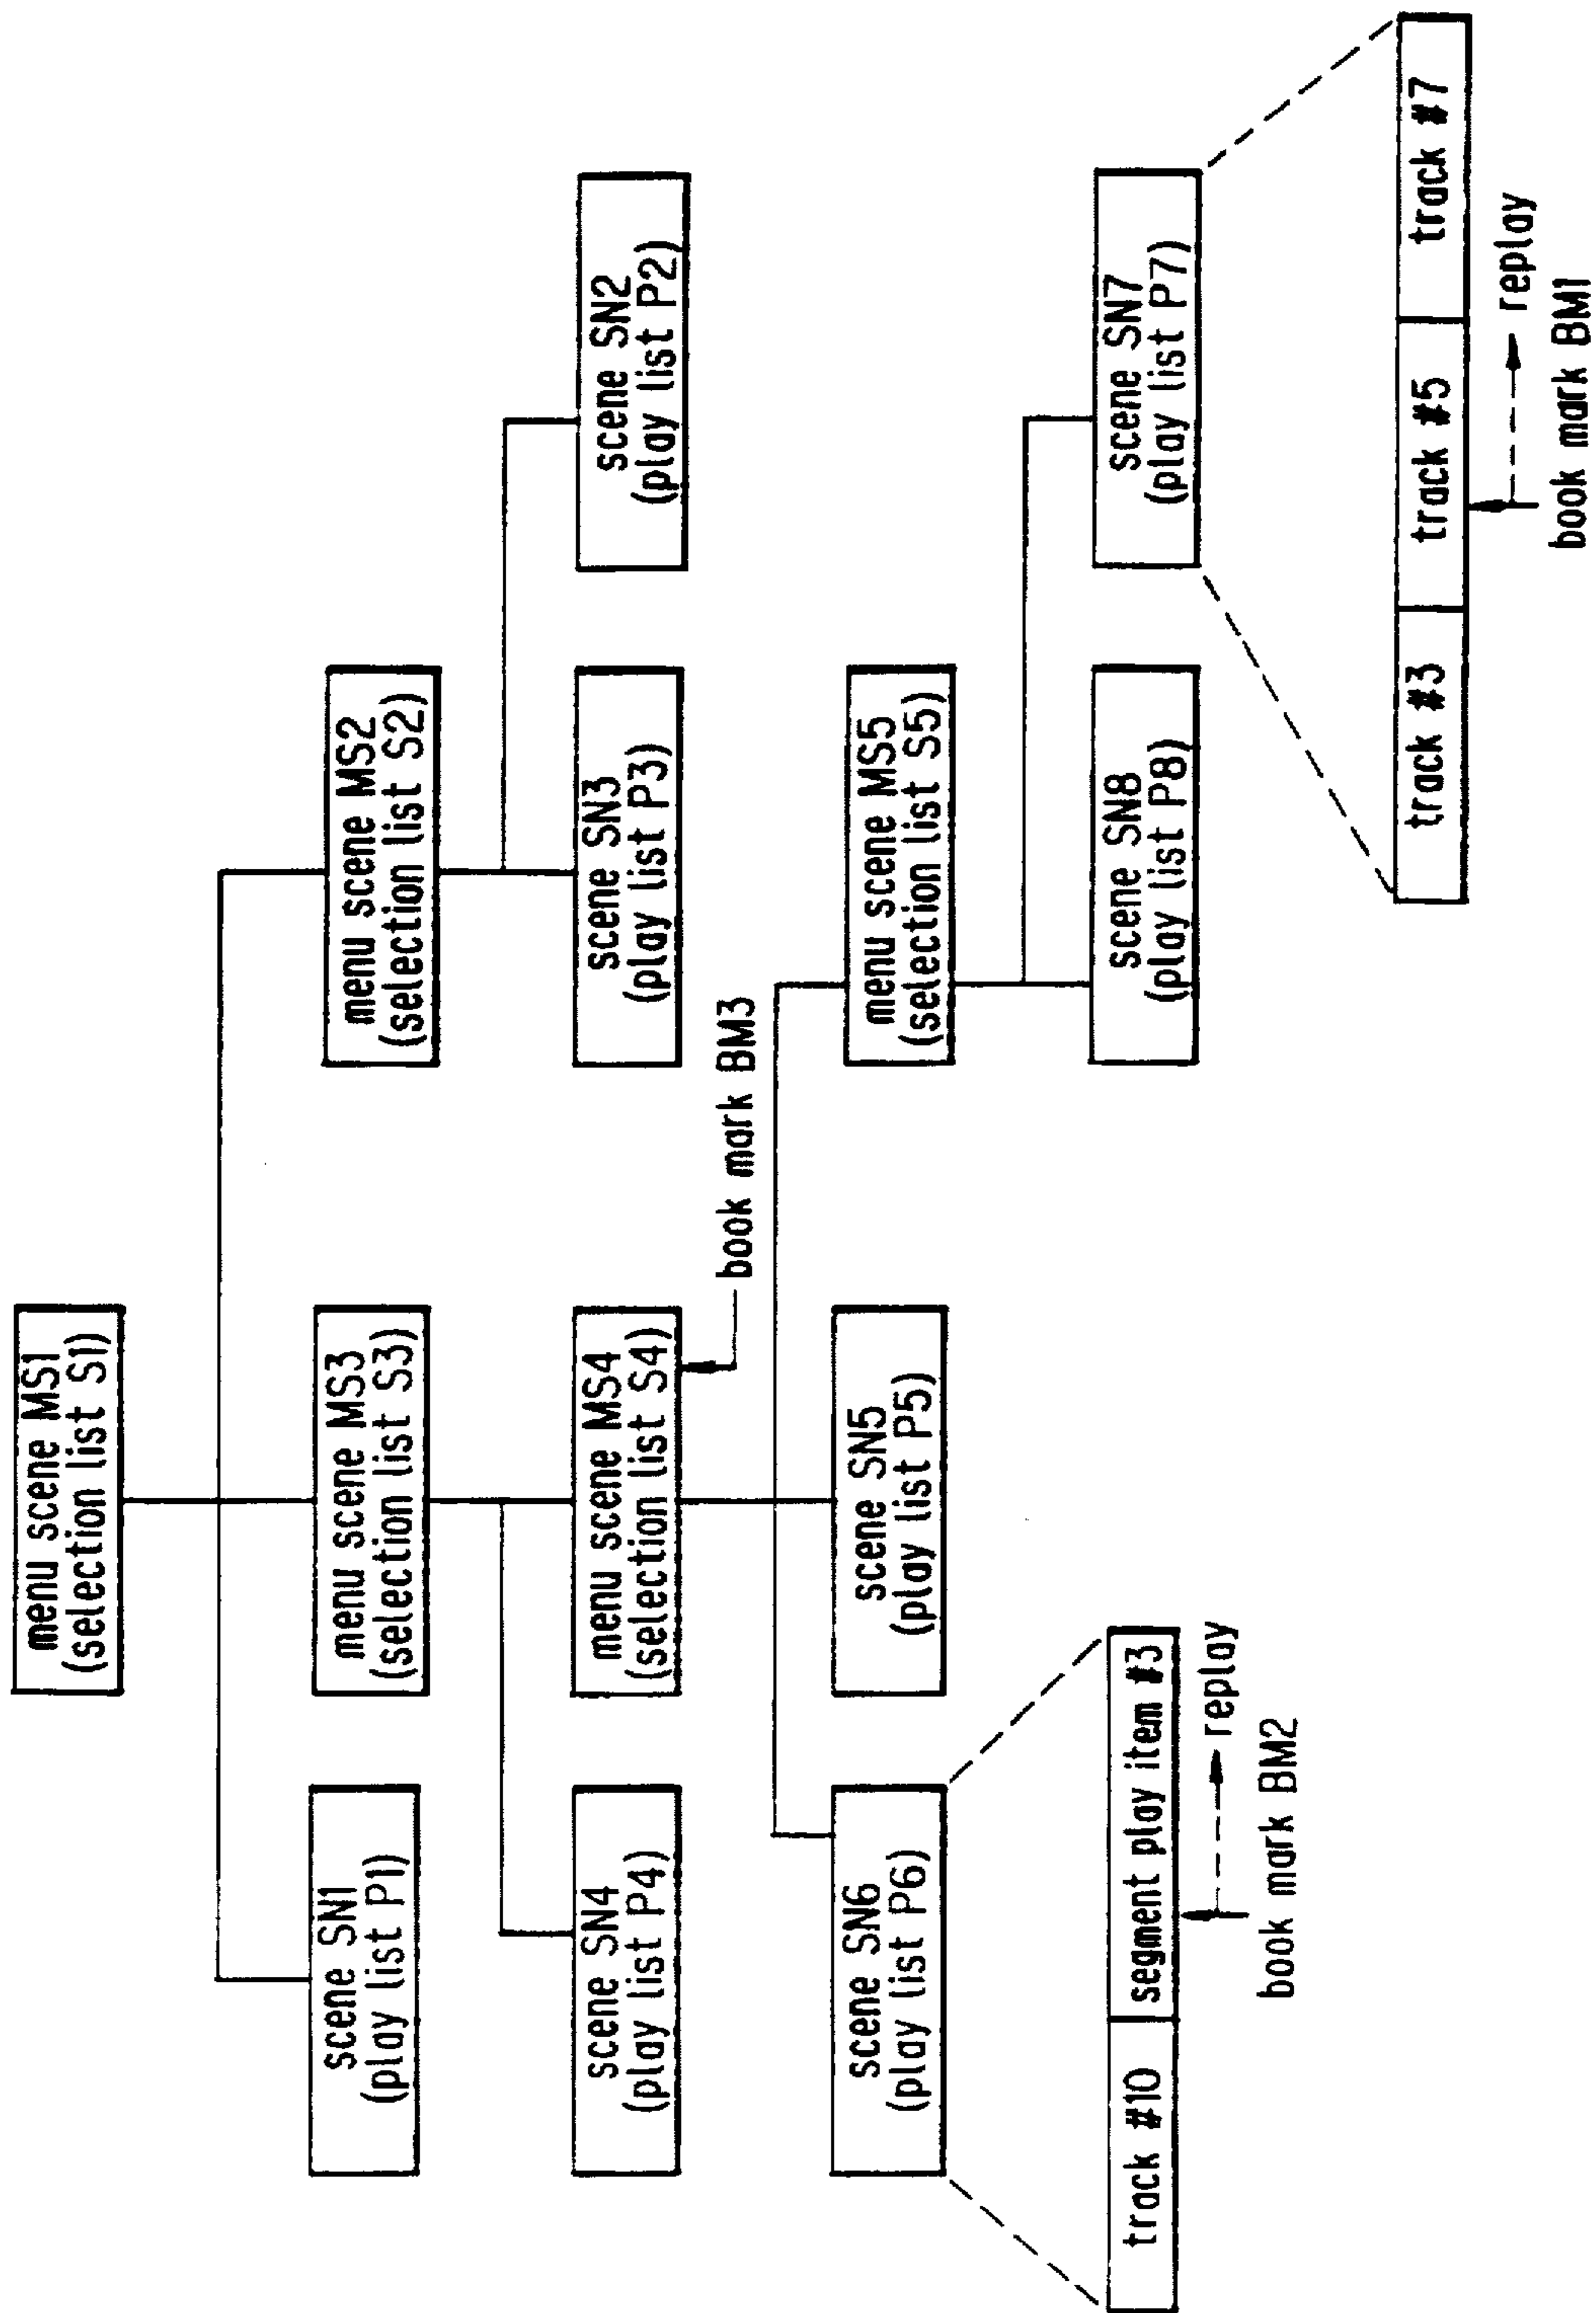 menu scene MS1
(selection list S1)
scene SN1
(play list P1)
menu scene MS3
(selection list S3)
menu scene MS2
(selection list S2)
scene SN4
(play list P4)
menu scene MS4
(selection list S4)
scene SN3
(play list P3)
scene SN2
(play list P2)
book mark BM3
scene SN6
(play list P6)
scene SN5
(play list P5)
menu scene MS5
(selection list S5)
scene SN8
(play list P8)
scene SN7
(play list P7)
track #10
segment play item #3
replay
book mark BM2
track #3
track #5
track #7
replay
book mark BM1